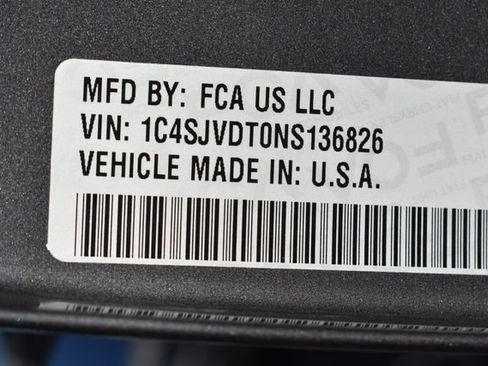 MFD BY: FCA US LLC
VIN: 1C4SJVDT0NS136826
VEHICLE MADE IN: U.S.A.